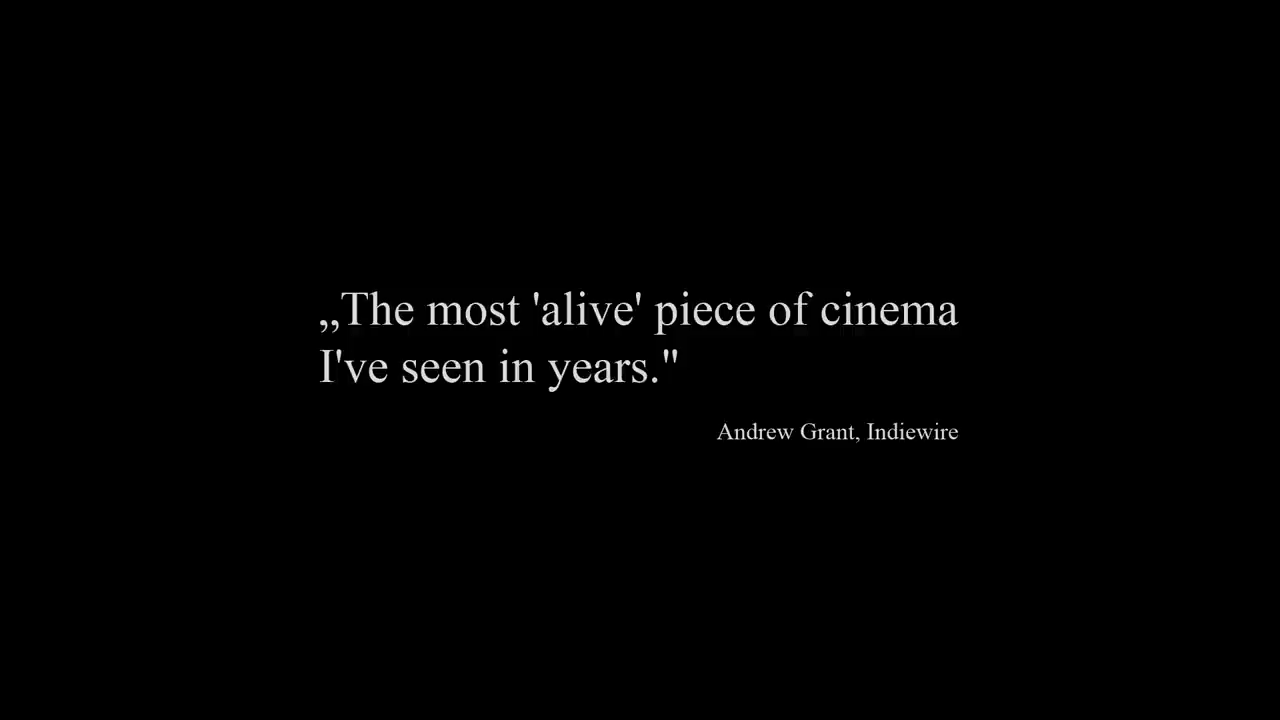 „The most 'alive' piece of cinema
I've seen in years."
Andrew Grant, Indiewire